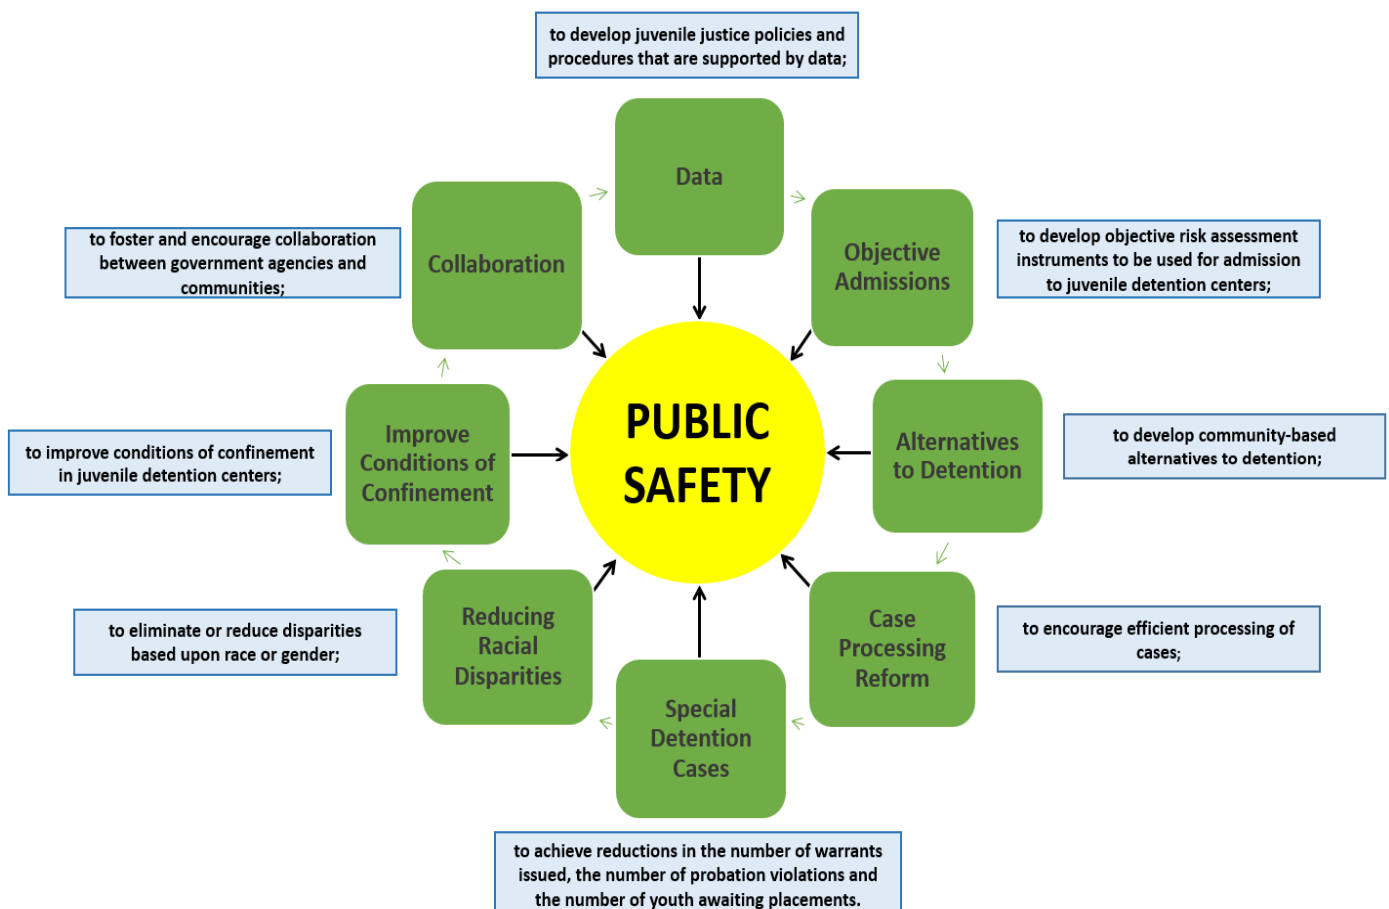 to develop juvenile justice policies and
procedures that are supported by data;
Data
Collaboration
Objective
Admissions
to foster and encourage collaboration
between government agencies and
communities;
to develop objective risk assessment
instruments to be used for admission
to juvenile detention centers;
PUBLIC
SAFETY
Improve
Conditions of
Confinement
Alternatives
to Detention
to improve conditions of confinement
in juvenile detention centers;
to develop community-based
alternatives to detention;
Reducing
Racial
Disparities
Case
Processing
Reform
to eliminate or reduce disparities
based upon race or gender;
to encourage efficient processing of
cases;
Special
Detention
Cases
to achieve reductions in the number of warrants
issued, the number of probation violations and
the number of youth awaiting placements.